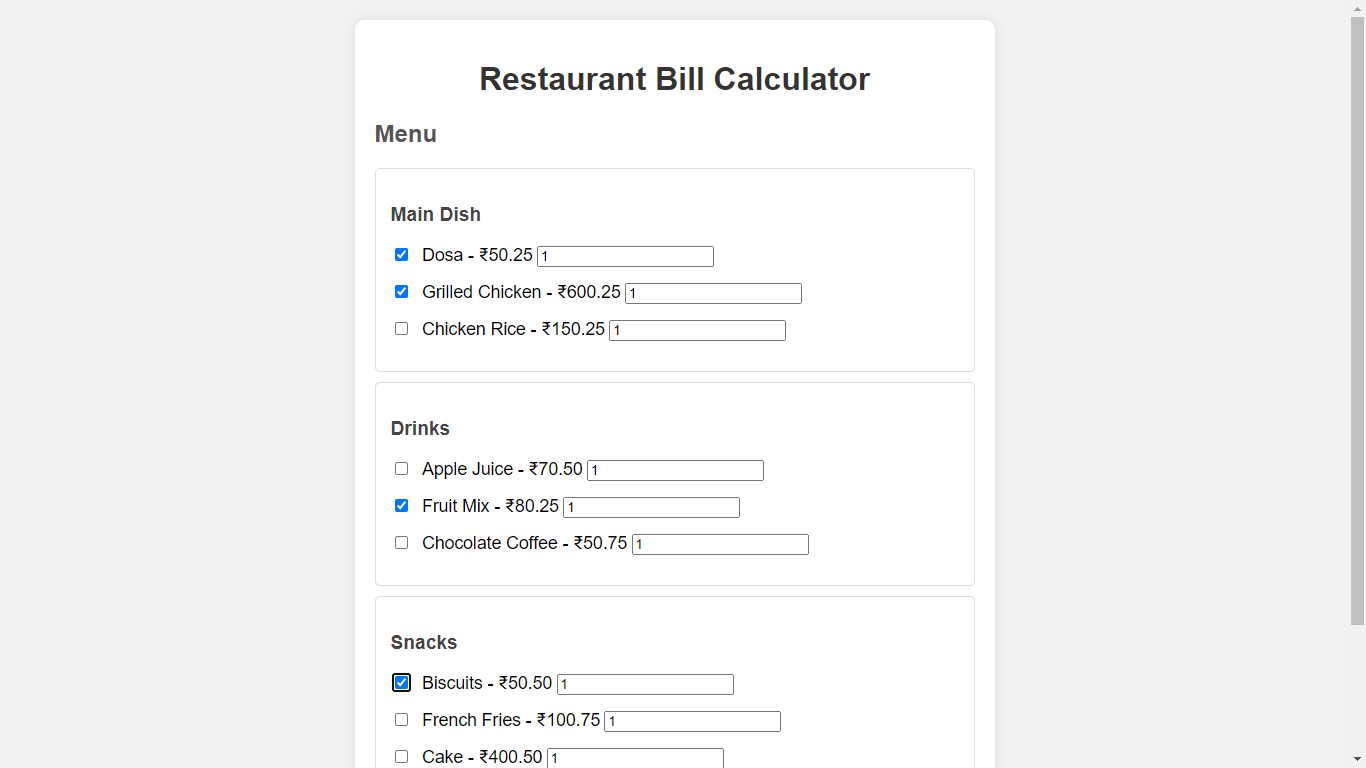 Restaurant Bill Calculator
Menu
Main Dish
Dosa - ₹50.25 1
Grilled Chicken - ₹600.25 1
Chicken Rice - ₹150.25 1
Drinks
Apple Juice - ₹70.50 1
Fruit Mix - ₹80.25 1
Chocolate Coffee - ₹50.75 1
Snacks
Biscuits - ₹50.50 1
French Fries - ₹100.75 1
Cake - ₹400.50 1